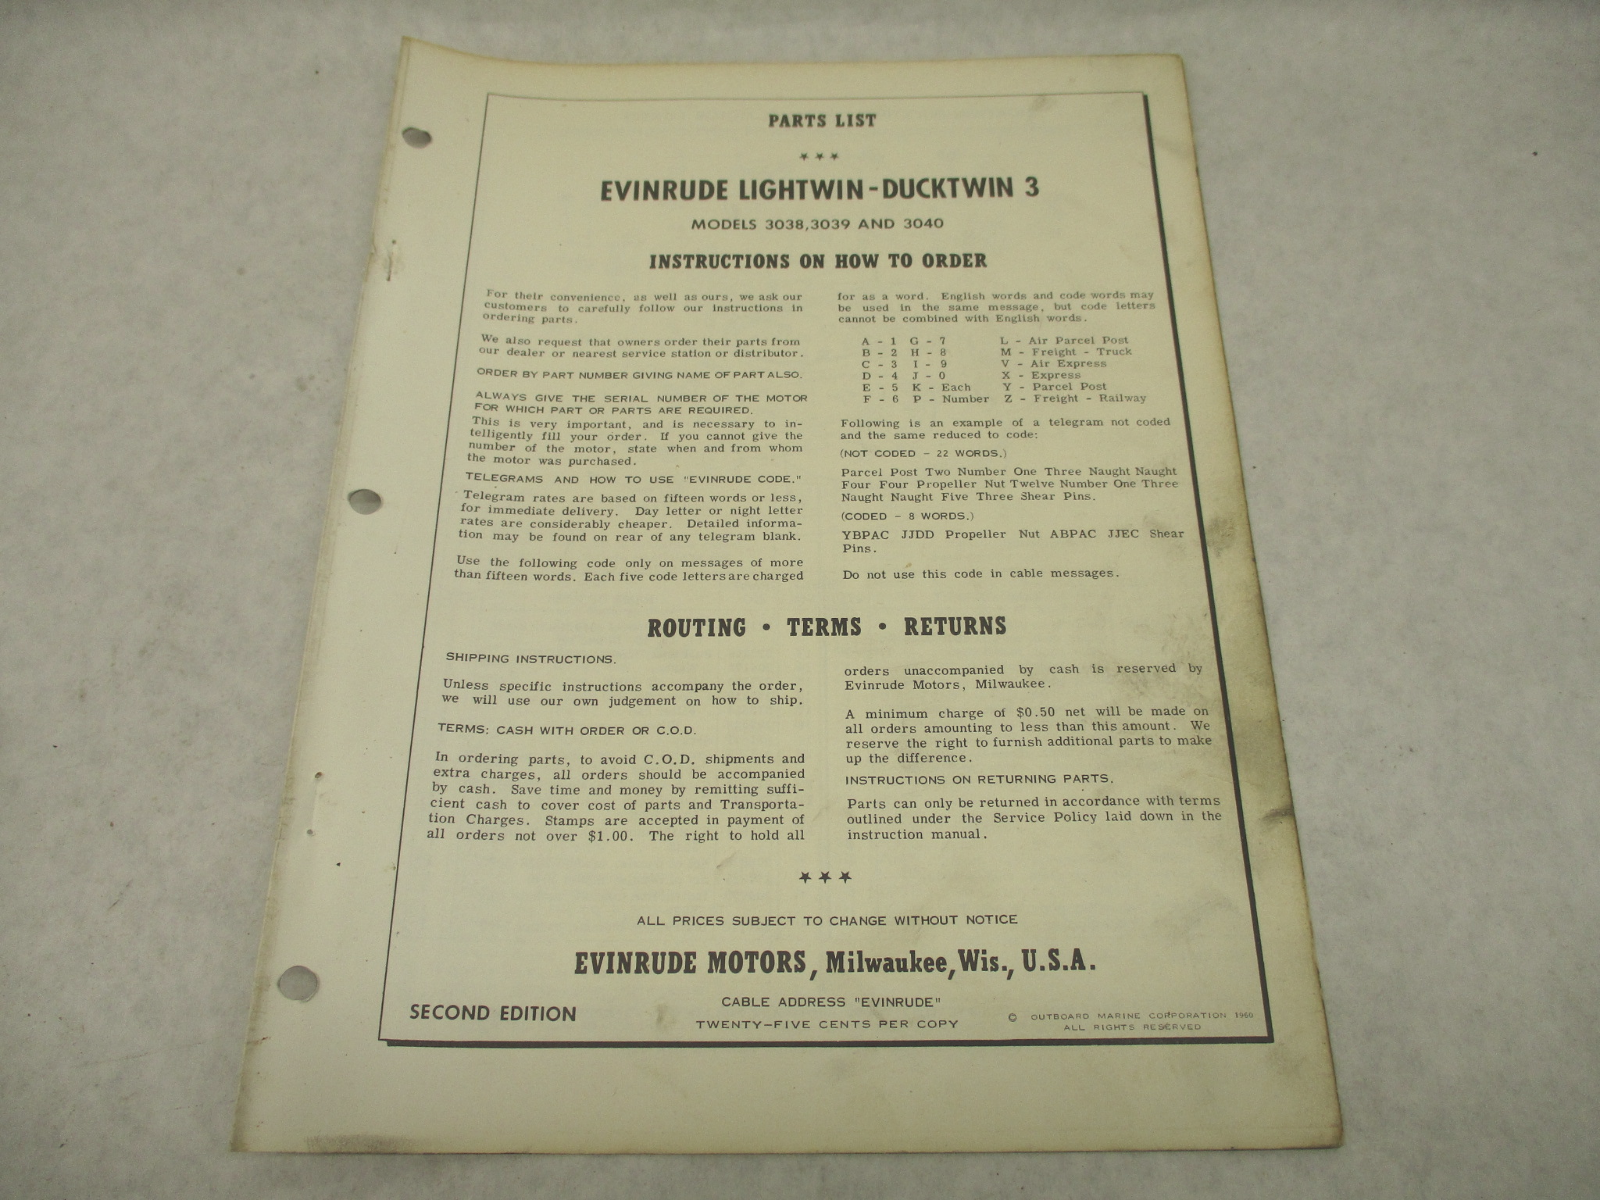 PARTS LIST
★ ★ ★
EVINRUDE LIGHTWIN-DUCKTWIN 3
MODELS 3038,3039 AND 3040
INSTRUCTIONS ON HOW TO ORDER
For their convenience, as well as ours, we ask our
customers to carefully follow our instructions in
ordering parts.
We also request that owners order their parts from
our dealer or nearest service station or distributor.
ORDER BY PART NUMBER GIVING NAME OF PART ALSO.
ALWAYS GIVE THE SERIAL NUMBER OF THE MOTOR
FOR WHICH PART OR PARTS ARE REQUIRED.
This is very important, and is necessary to in-
telligently fill your order. If you cannot give the
number of the motor, state when and from whom
the motor was purchased.
TELEGRAMS AND HOW TO USE "EVINRUDE CODE."
Telegram rates are based on fifteen words or less,
for immediate delivery. Day letter or night letter
rates are considerably cheaper. Detailed informa-
tion may be found on rear of any telegram blank.
Use the following code only on messages of more
than fifteen words. Each five code letters are charged
for as a word. English words and code words may
be used in the same message, but code letters
cannot be combined with English words.
A - 1 G - 7 L - Air Parcel Post
B - 2 H - 8 M - Freight - Truck
C - 3 I - 9 V - Air Express
D - 4 J - 0 X - Express
E - 5 K - Each Y - Parcel Post
F - 6 P - Number Z - Freight - Railway
Following is an example of a telegram not coded
and the same reduced to code:
(NOT CODED - 22 WORDS.)
Parcel Post Two Number One Three Naught Naught
Four Four Propeller Nut Twelve Number One Three
Naught Naught Five Three Shear Pins.
(CODED - 8 WORDS.)
YBPAC JJDD Propeller Nut ABPAC JJEC Shear
Pins.
Do not use this code in cable messages.
ROUTING • TERMS • RETURNS
SHIPPING INSTRUCTIONS.
Unless specific instructions accompany the order,
we will use our own judgement on how to ship.
TERMS: CASH WITH ORDER OR C.O.D.
In ordering parts, to avoid C.O.D. shipments and
extra charges, all orders should be accompanied
by cash. Save time and money by remitting suffi-
cient cash to cover cost of parts and Transporta-
tion Charges. Stamps are accepted in payment of
all orders not over $1.00. The right to hold all
orders unaccompanied by cash is reserved by
Evinrude Motors, Milwaukee.
A minimum charge of $0.50 net will be made on
all orders amounting to less than this amount. We
reserve the right to furnish additional parts to make
up the difference.
INSTRUCTIONS ON RETURNING PARTS.
Parts can only be returned in accordance with terms
outlined under the Service Policy laid down in the
instruction manual.
★ ★ ★
ALL PRICES SUBJECT TO CHANGE WITHOUT NOTICE
EVINRUDE MOTORS, Milwaukee, Wis., U.S.A.
CABLE ADDRESS "EVINRUDE"
SECOND EDITION
TWENTY-FIVE CENTS PER COPY
© OUTBOARD MARINE CORPORATION 1960
ALL RIGHTS RESERVED